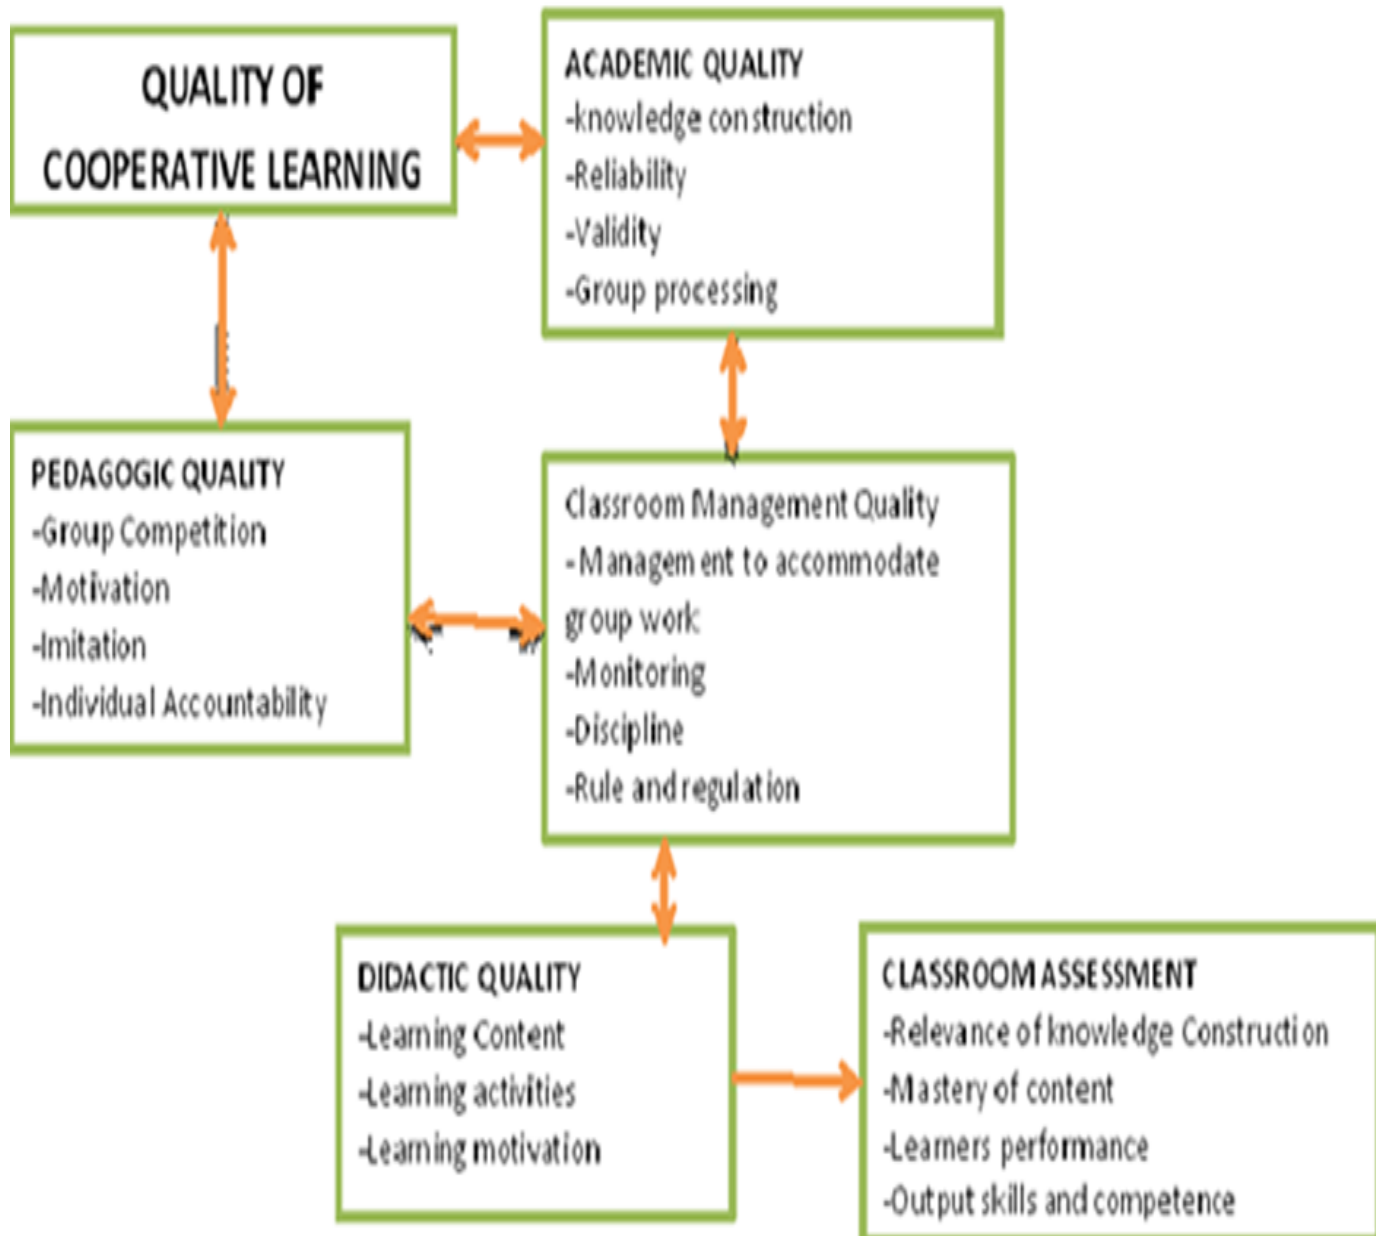 QUALITY OF
COOPERATIVE LEARNING
ACADEMIC QUALITY
-knowledge construction
-Reliability
-Validity
-Group processing
PEDAGOGIC QUALITY
-Group Competition
-Motivation
-Imitation
-Individual Accountability
Classroom Management Quality
- Management to accommodate
group work
-Monitoring
-Discipline
-Rule and regulation
DIDACTIC QUALITY
-Learning Content
-Learning activities
-Learning motivation
CLASSROOM ASSESSMENT
-Relevance of knowledge Construction
-Mastery of content
-Learners performance
-Output skills and competence